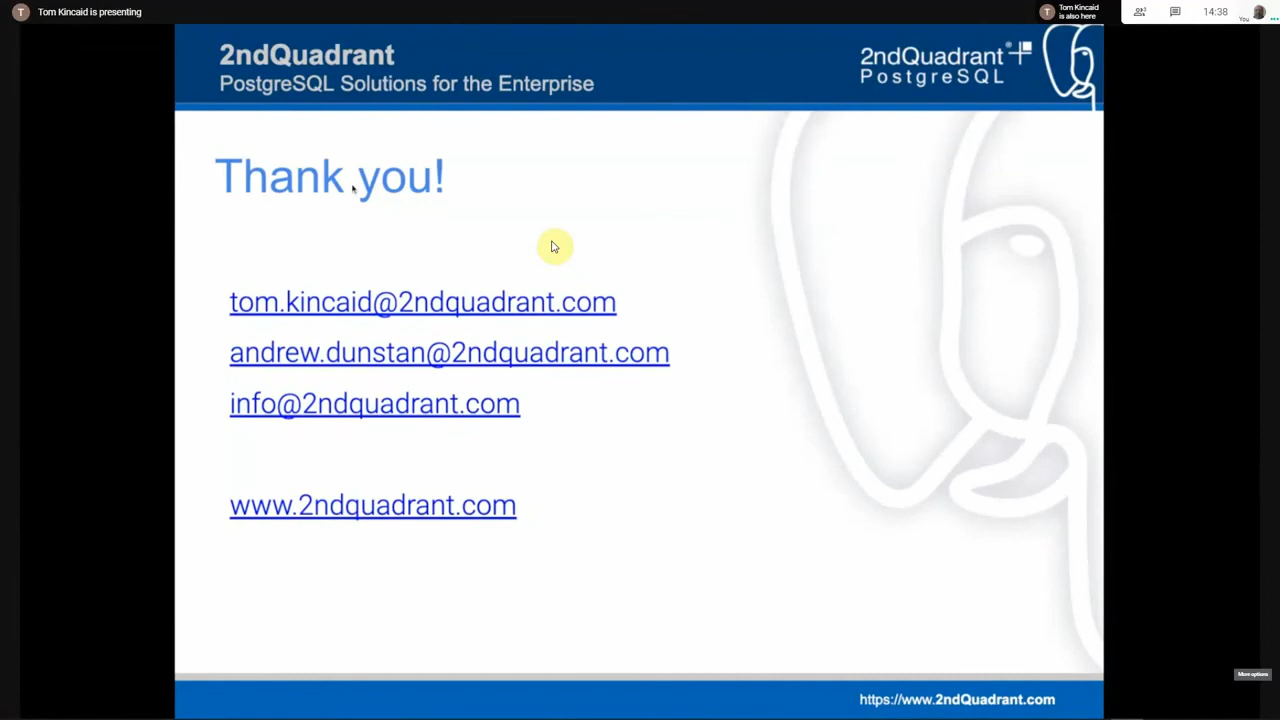 T Tom Kincaid is presenting
T Tom Kincaid
is also here
3
14:38
You
2ndQuadrant
PostgreSQL Solutions for the Enterprise
2ndQuadrant®
PostgreSQL
Thank you!
tom.kincaid@2ndquadrant.com
andrew.dunstan@2ndquadrant.com
info@2ndquadrant.com
www.2ndquadrant.com
More options
https://www.2ndQuadrant.com